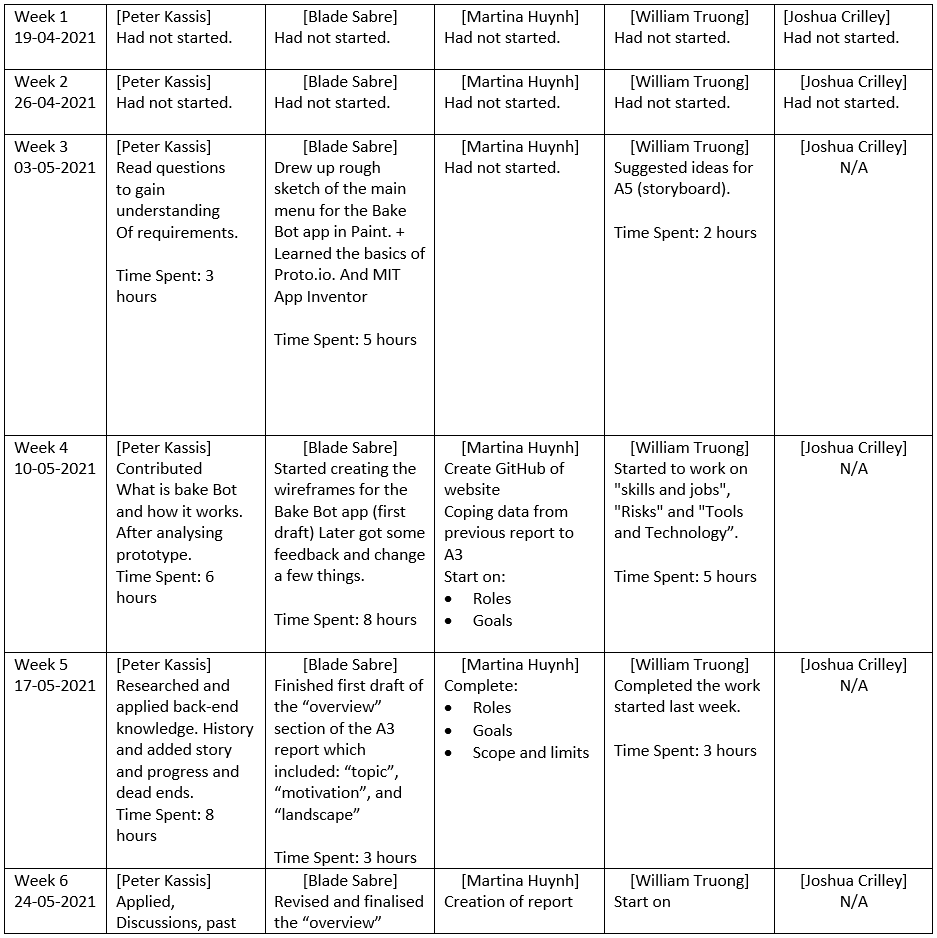 Week 1
19-04-2021
[Peter Kassis]
Had not started.
[Blade Sabre]
Had not started.
[Martina Huynh]
Had not started.
[William Truong]
Had not started.
[Joshua Crilley]
Had not started.
Week 2
26-04-2021
[Peter Kassis]
Had not started.
[Blade Sabre]
Had not started.
[Martina Huynh]
Had not started.
[William Truong]
Had not started.
[Joshua Crilley]
Had not started.
Week 3
03-05-2021
[Peter Kassis]
Read questions
to gain
understanding
Of requirements.
Time Spent: 3
hours
[Blade Sabre]
Drew up rough
sketch of the main
menu for the Bake
Bot app in Paint. +
Learned the basics of
Proto.io. And MIT
App Inventor
Time Spent: 5 hours
[Martina Huynh]
Had not started.
[William Truong]
Suggested ideas for
A5 (storyboard).
Time Spent: 2 hours
[Joshua Crilley]
N/A
Week 4
10-05-2021
[Peter Kassis]
Contributed
What is bake Bot
and how it works.
After analysing
prototype.
Time Spent: 6
hours
[Blade Sabre]
Started creating the
wireframes for the
Bake Bot app (first
draft) Later got some
feedback and change
a few things.
Time Spent: 8 hours
[Martina Huynh]
Create GitHub of
website
Coping data from
previous report to
A3
Start on:
• Roles
• Goals
[William Truong]
Started to work on
"skills and jobs",
"Risks" and "Tools
and Technology”.
Time Spent: 5 hours
[Joshua Crilley]
N/A
Week 5
17-05-2021
[Peter Kassis]
Researched and
applied back-end
knowledge. History
and added story
and progress and
dead ends.
Time Spent: 8
hours
[Blade Sabre]
Finished first draft of
the “overview”
section of the A3
report which
included: “topic”,
“motivation”, and
“landscape”
Time Spent: 3 hours
[Martina Huynh]
Complete:
• Roles
• Goals
• Scope and limits
[William Truong]
Completed the work
started last week.
Time Spent: 3 hours
[Joshua Crilley]
N/A
Week 6
24-05-2021
[Peter Kassis]
Applied,
Discussions, past
[Blade Sabre]
Revised and finalised
the “overview”
[Martina Huynh]
Creation of report
[William Truong]
Start on
[Joshua Crilley]
N/A